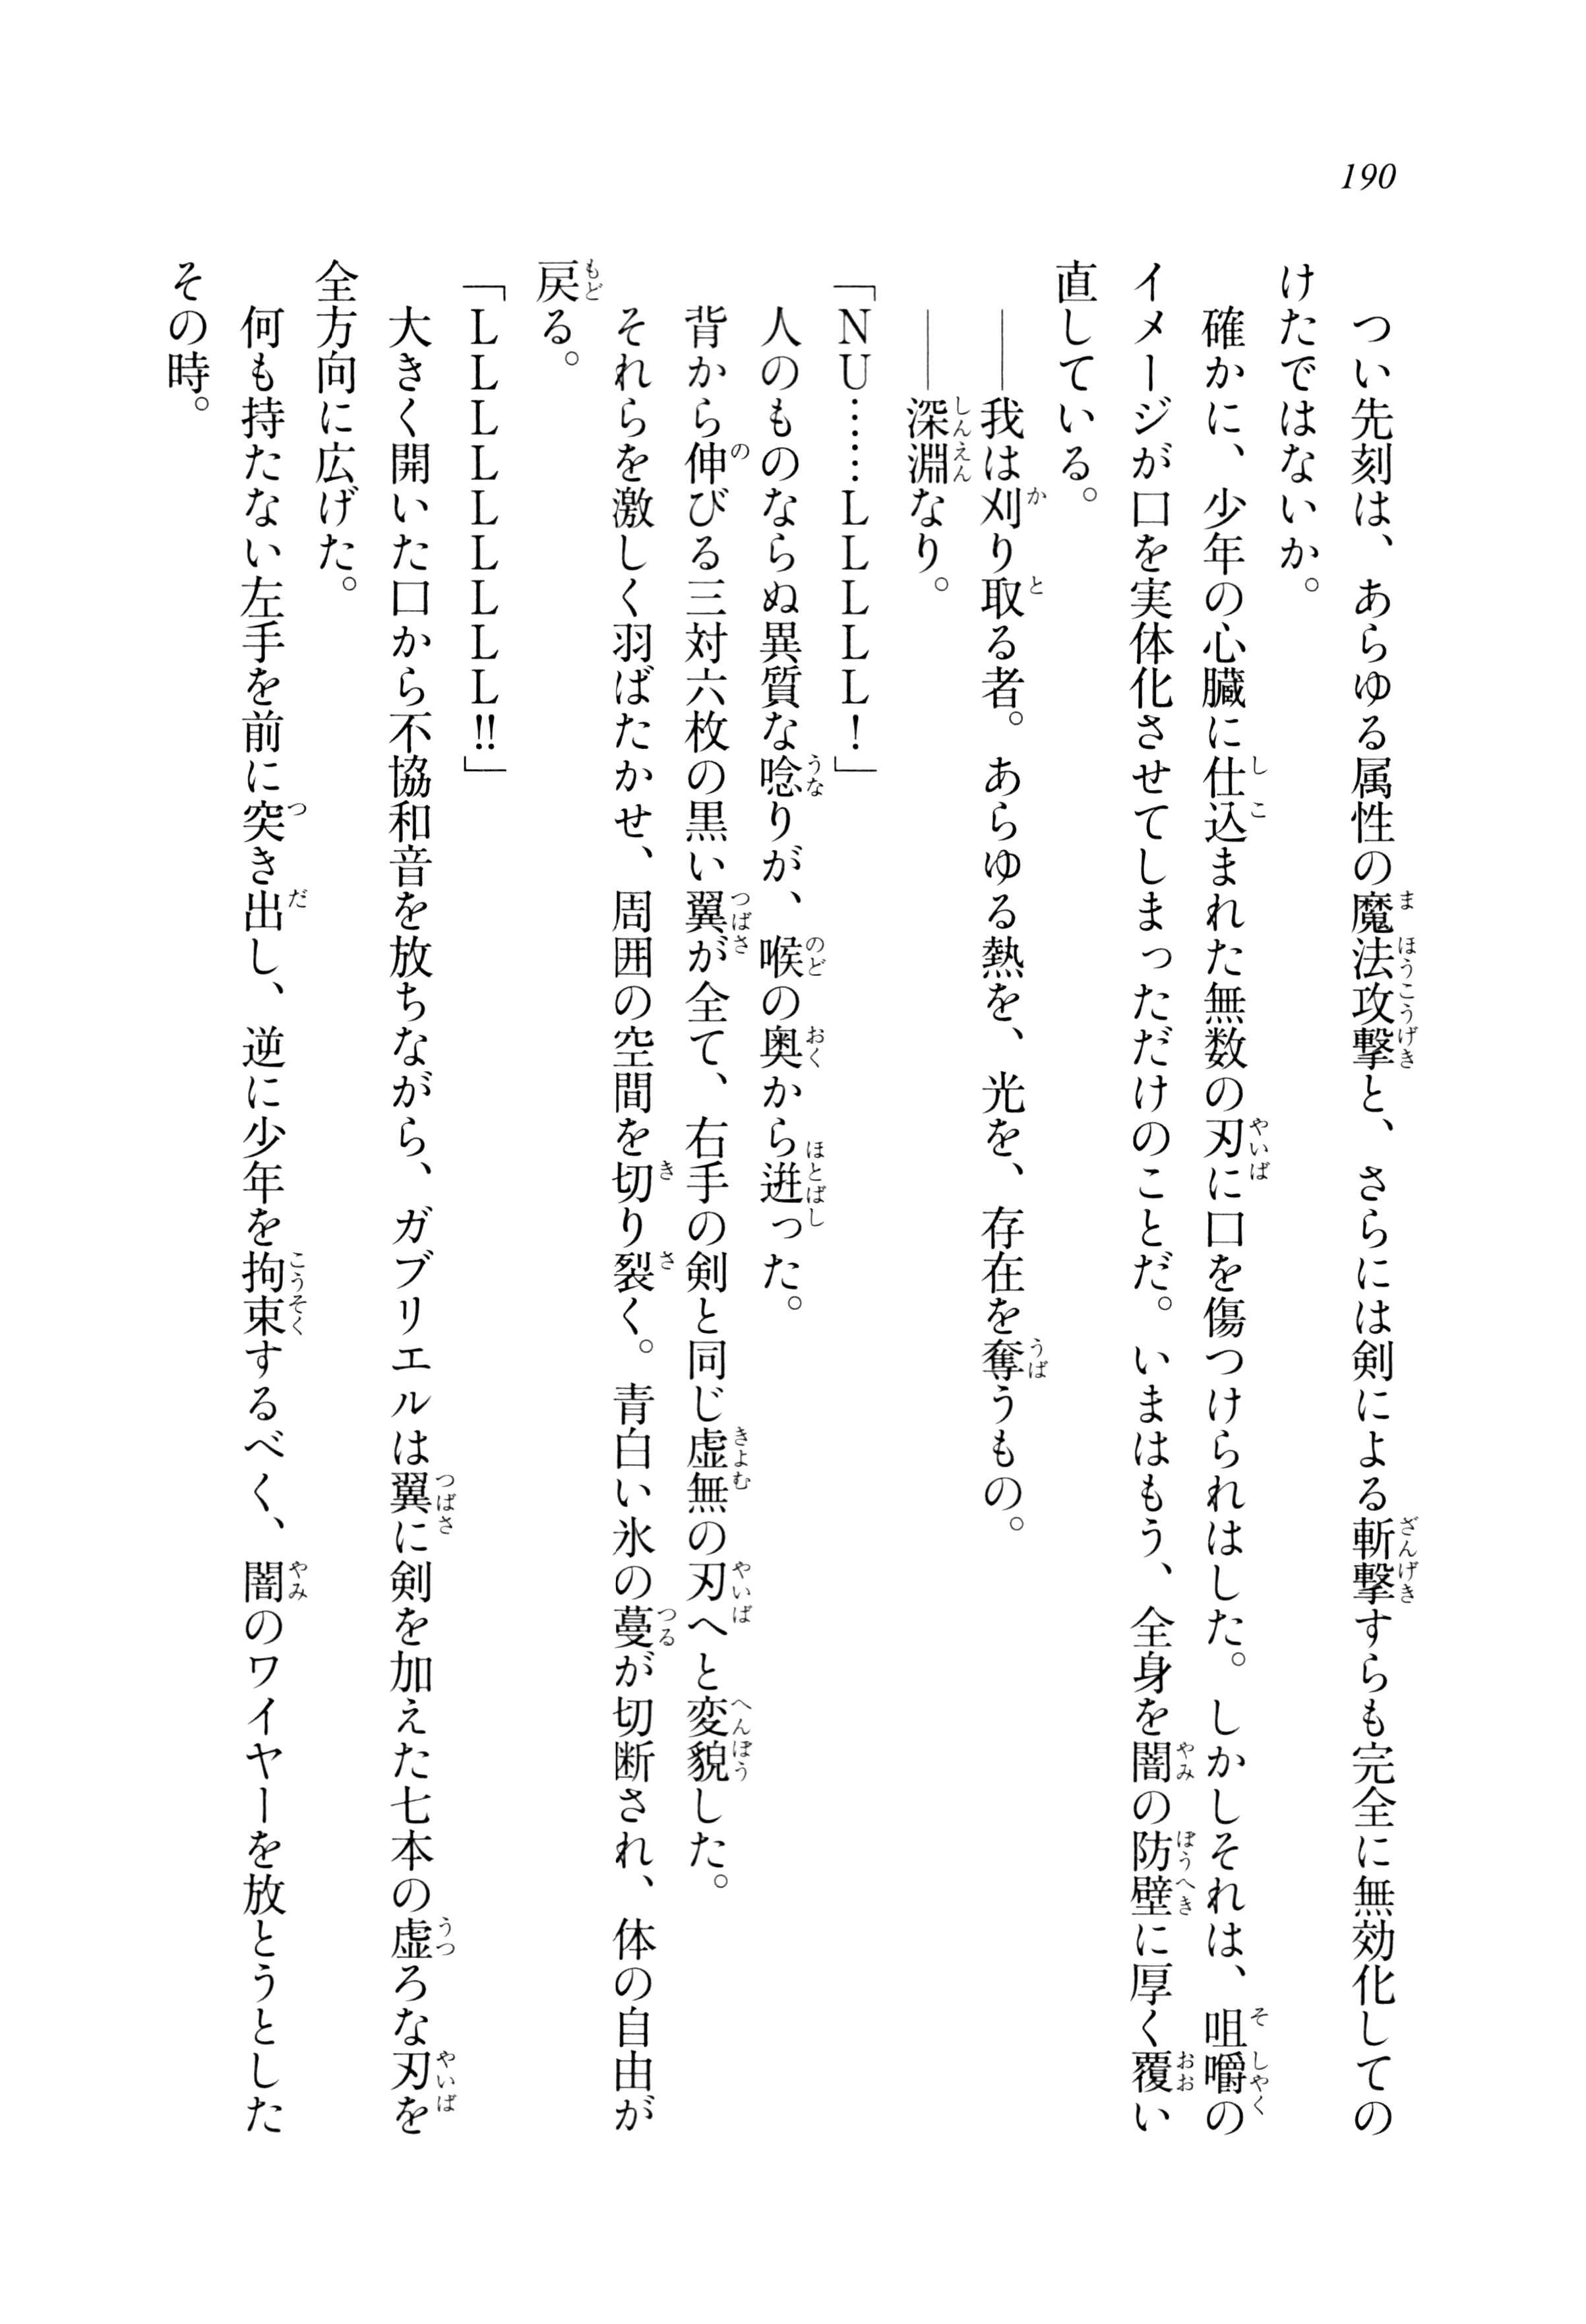 190
　つい先刻は、あらゆる属性の魔法攻撃と、さらには剣による斬撃すらも完全に無効化しての
けたではないか。
　確かに、少年の心臓に仕込まれた無数の刃に口を傷つけられはした。しかしそれは、咀嚼の
イメージが口を実体化させてしまっただけのことだ。いまはもう、全身を闇の防壁に厚く覆い
直している。
　――我は刈り取る者。あらゆる熱を、光を、存在を奪うもの。
　――深淵なり。
「ＮＵ……ＬＬＬＬＬ！」
　人のものならぬ異質な唸りが、喉の奥から迸った。
　背から伸びる三対六枚の黒い翼が全て、右手の剣と同じ虚無の刃へと変貌した。
　それらを激しく羽ばたかせ、周囲の空間を切り裂く。青白い氷の蔓が切断され、体の自由が
戻る。
「ＬＬＬＬＬＬＬＬＬ!!」
　大きく開いた口から不協和音を放ちながら、ガブリエルは翼に剣を加えた七本の虚ろな刃を
全方向に広げた。
　何も持たない左手を前に突き出し、逆に少年を拘束するべく、闇のワイヤーを放とうとした
その時。